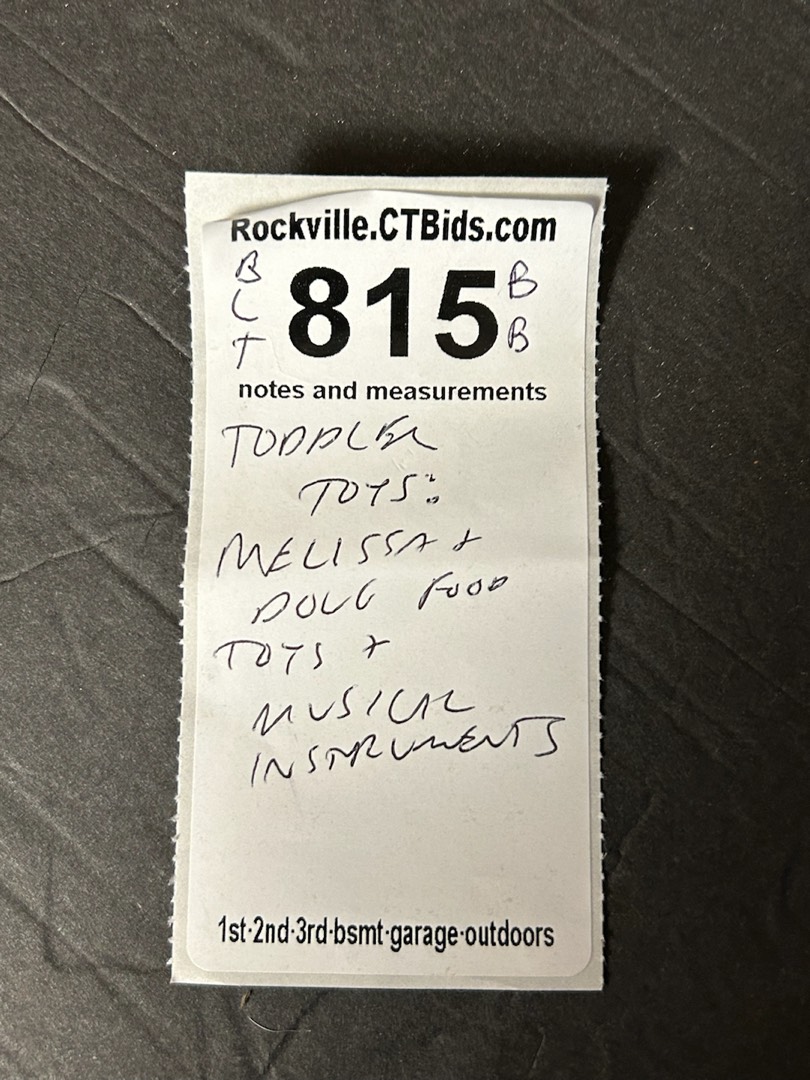 Rockville.CTBids.com
B
L
T
815
B
B
notes and measurements
TODDLER
TOYS:
MELISSA +
DOUG FOOD
TOYS +
MUSICAL
INSTRUMENTS
1st·2nd·3rd·bsmt·garage·outdoors